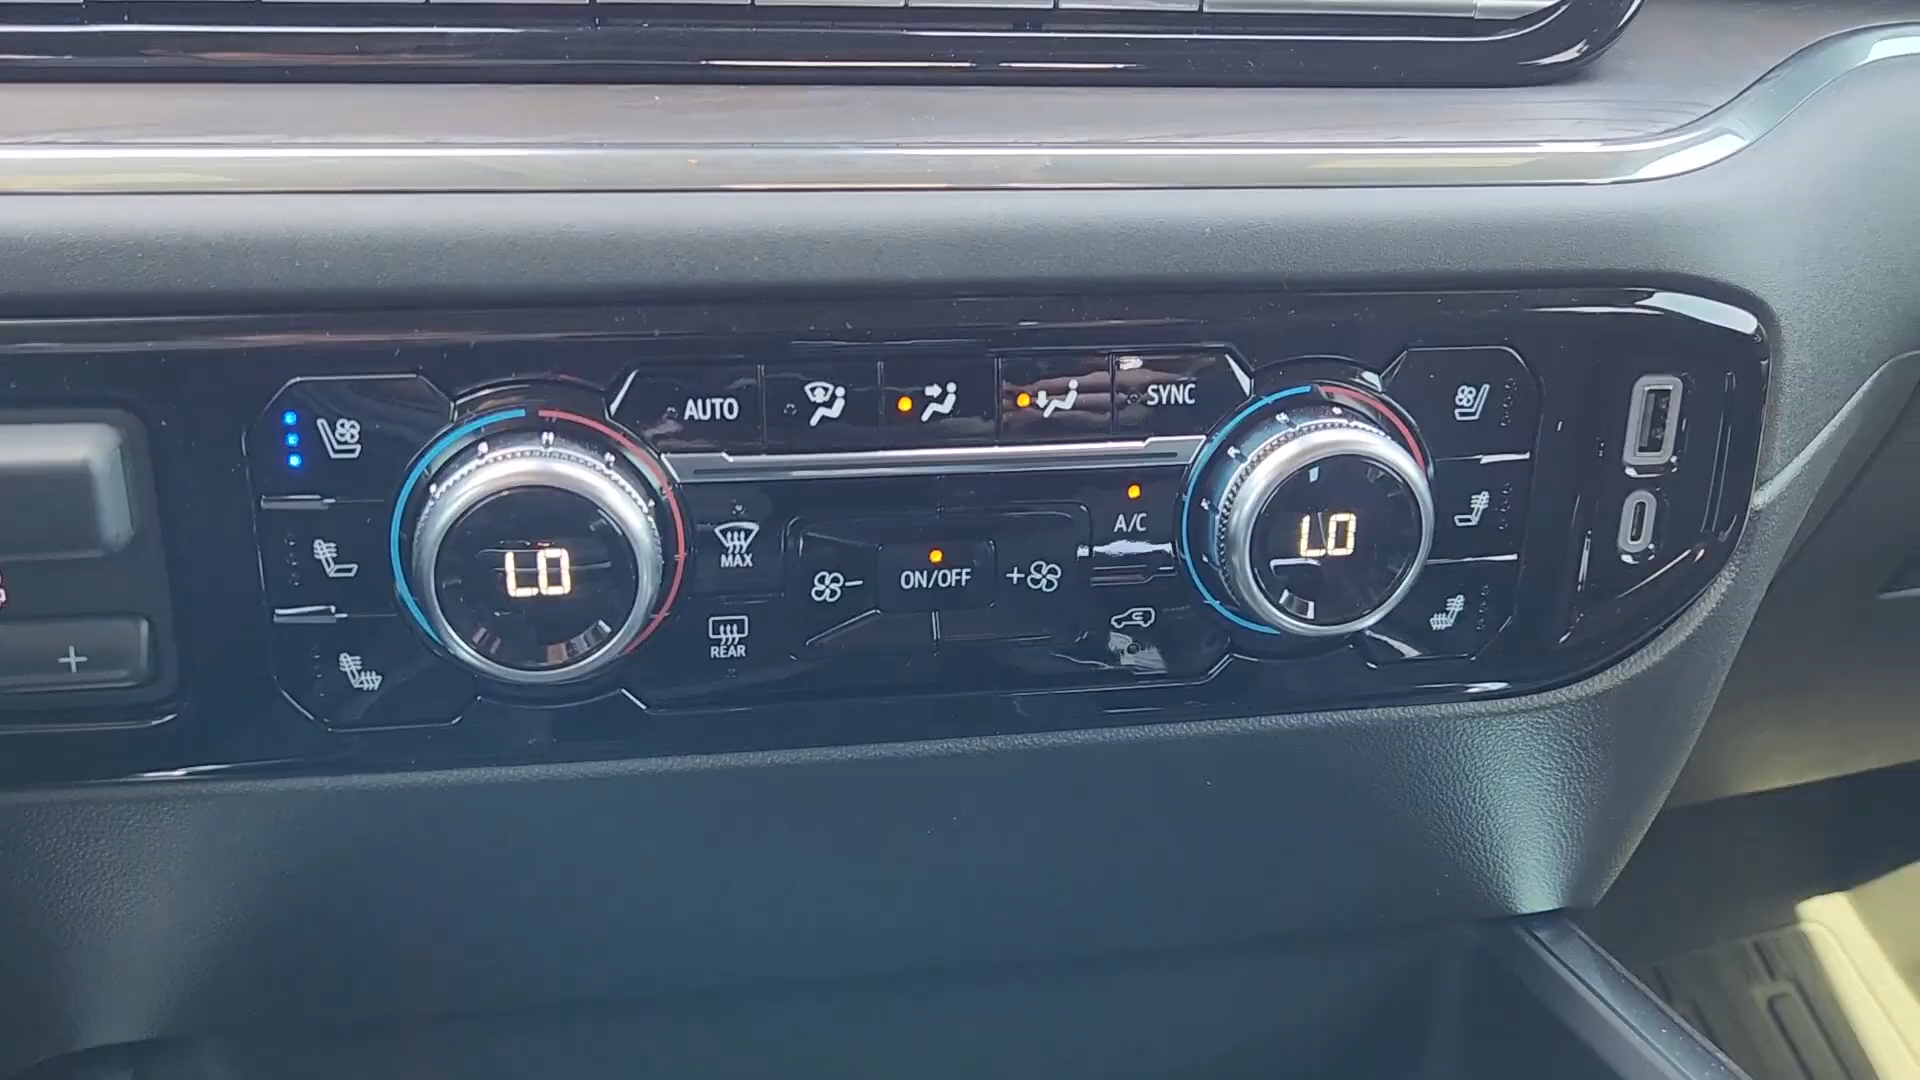 AUTO
SYNC
LO
MAX
ON/OFF
A/C
LO
REAR
+